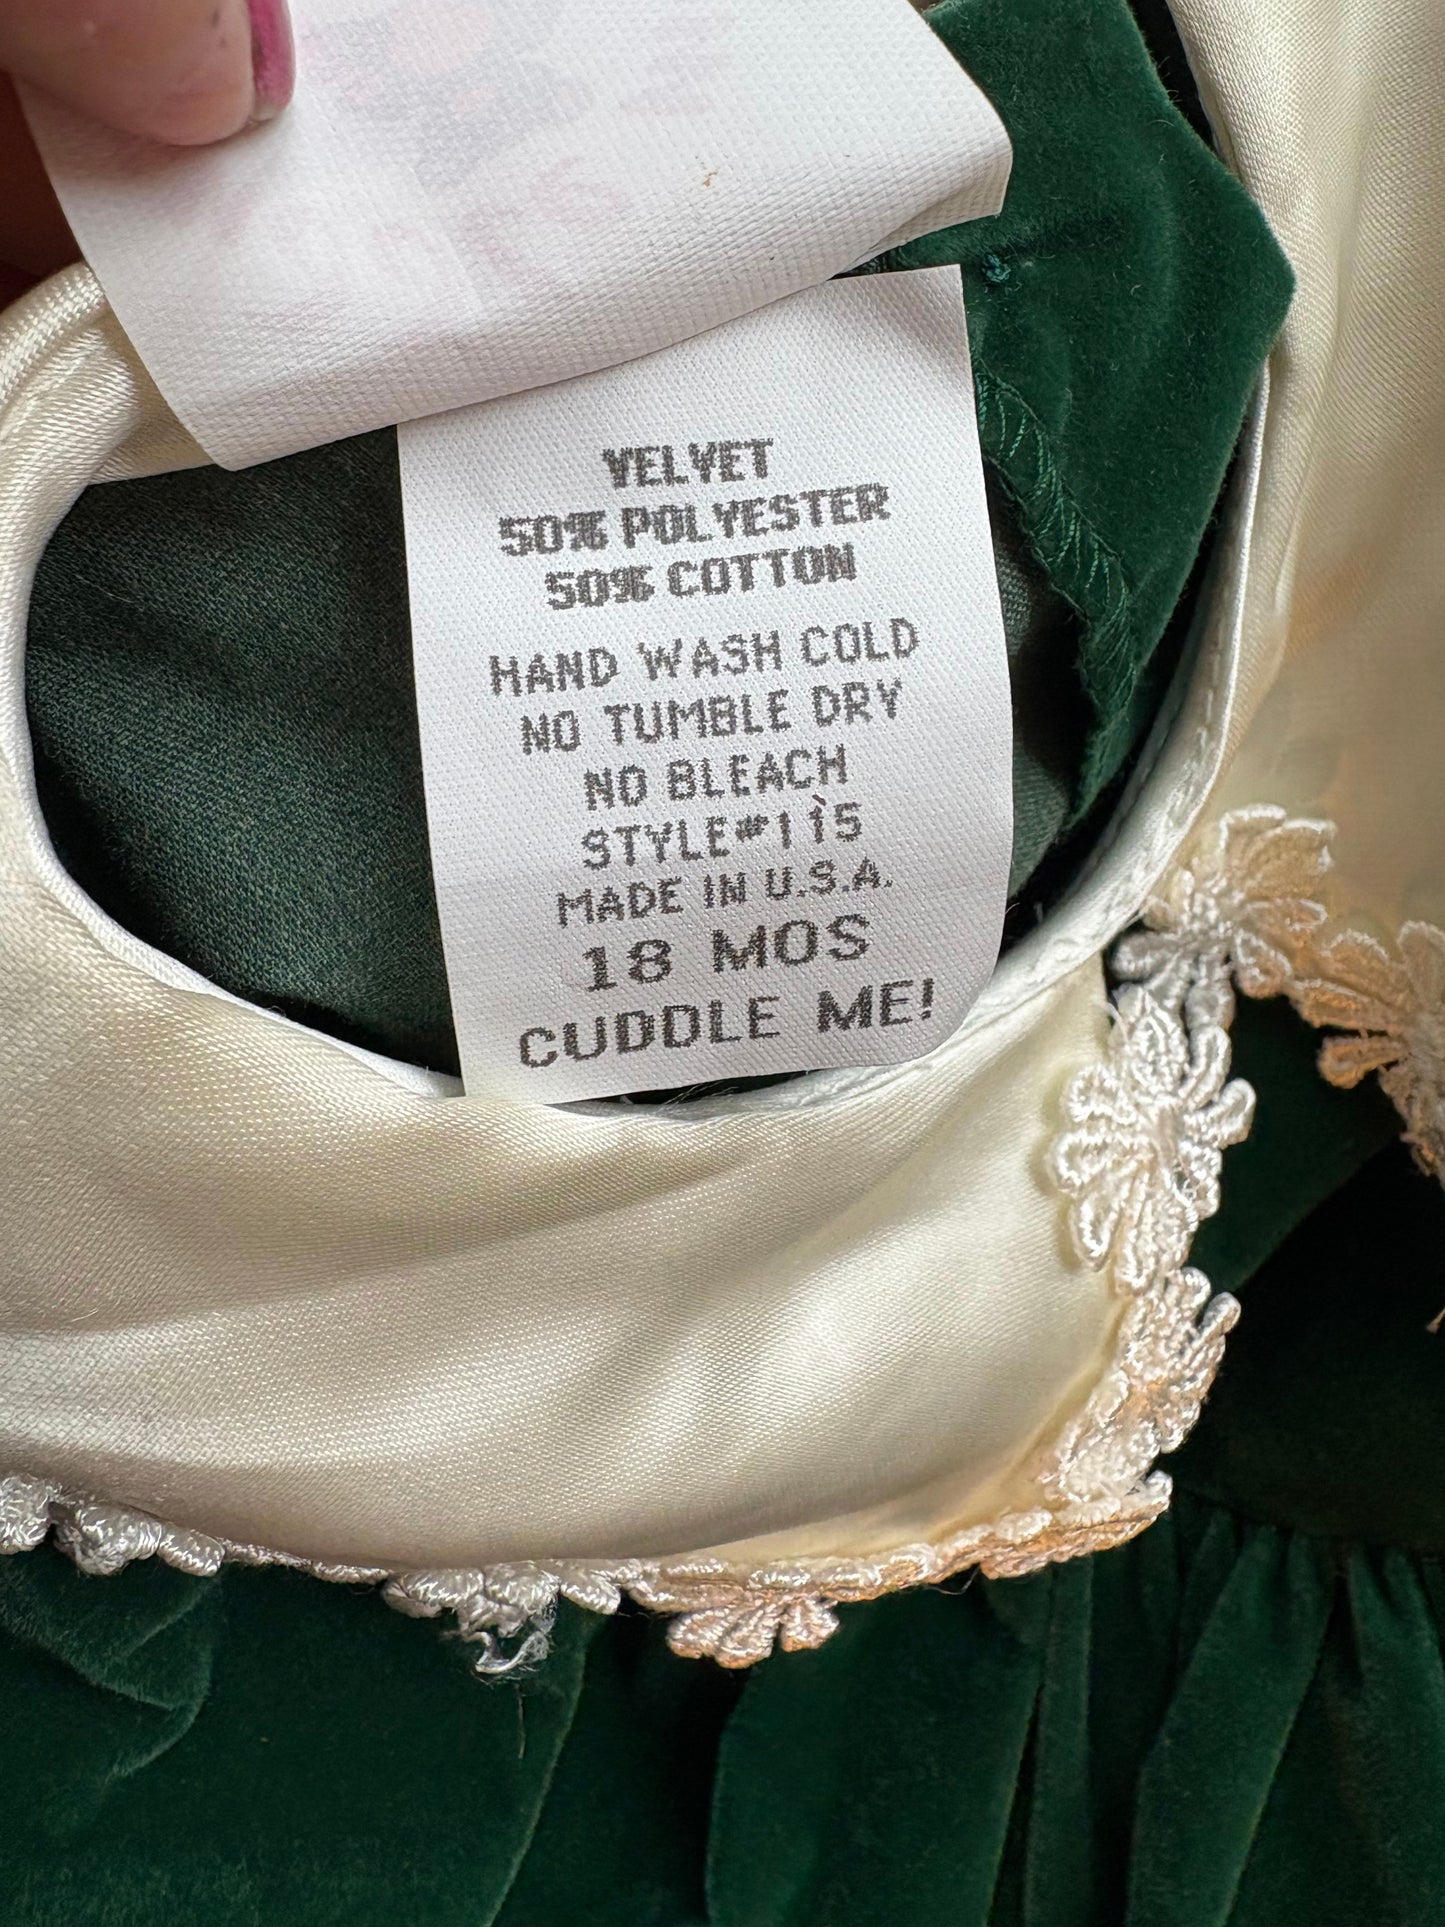 VELVET
50% POLYESTER
50% COTTON
HAND WASH COLD
NO TUMBLE DRY
NO BLEACH
STYLE#115
MADE IN U.S.A.
18 MOS
CUDDLE ME!